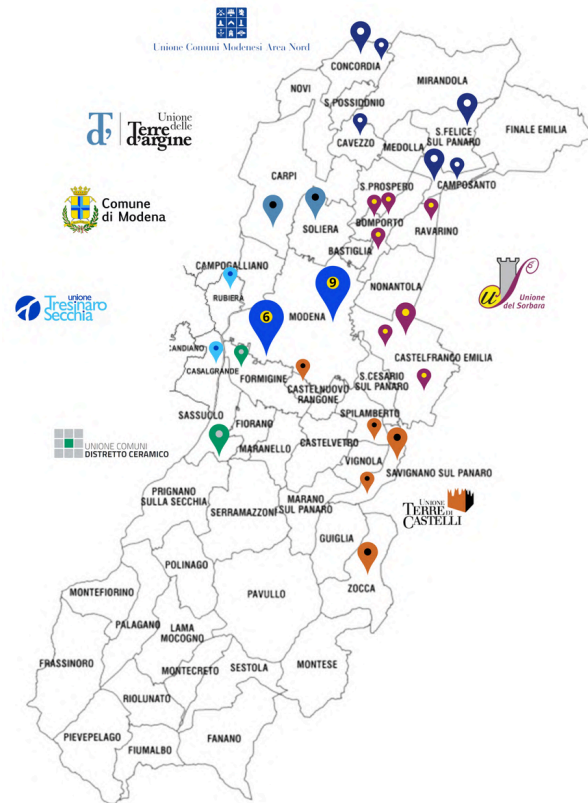 Unione Comuni Modenesi Area Nord
CONCORDIA
MIRANDOLA
NOVI
S.POSSIDONIO
Unione
delle
Terre
d'argine
S.FELICE
SUL PANARO
FINALE EMILIA
CAVEZZO
MEDOLLA
CARPI
CAMPOSANTO
S.PROSPERO
Comune
di Modena
SOLIERA
BOMPORTO
RAVARINO
BASTIGLIA
CAMPOGALLIANO
RUBIERA
NONANTOLA
unione
Tresinaro
Secchia
9
6
MODENA
Unione
del Sorbara
CANDIANO
CASALGRANDE
FORMIGINE
CASTELFRANCO EMILIA
CASTELNUOVO
RANGONE
S.CESARIO
SUL PANARO
SASSUOLO
SPILAMBERTO
FIORANO
UNIONE COMUNI
DISTRETTO CERAMICO
MARANELLO
CASTELVETRO
VIGNOLA
SAVIGNANO SUL PANARO
PRIGNANO
SULLA SECCHIA
MARANO
SUL PANARO
SERRAMAZZONI
UNIONE
TERRE DI
CASTELLI
GUIGLIA
POLINAGO
ZOCCA
MONTEFIORINO
PAVULLO
PALAGANO
LAMA
MOCOGNO
FRASSINORO
MONTECRETO
SESTOLA
MONTESE
RIOLUNATO
PIEVEPELAGO
FANANO
FIUMALBO